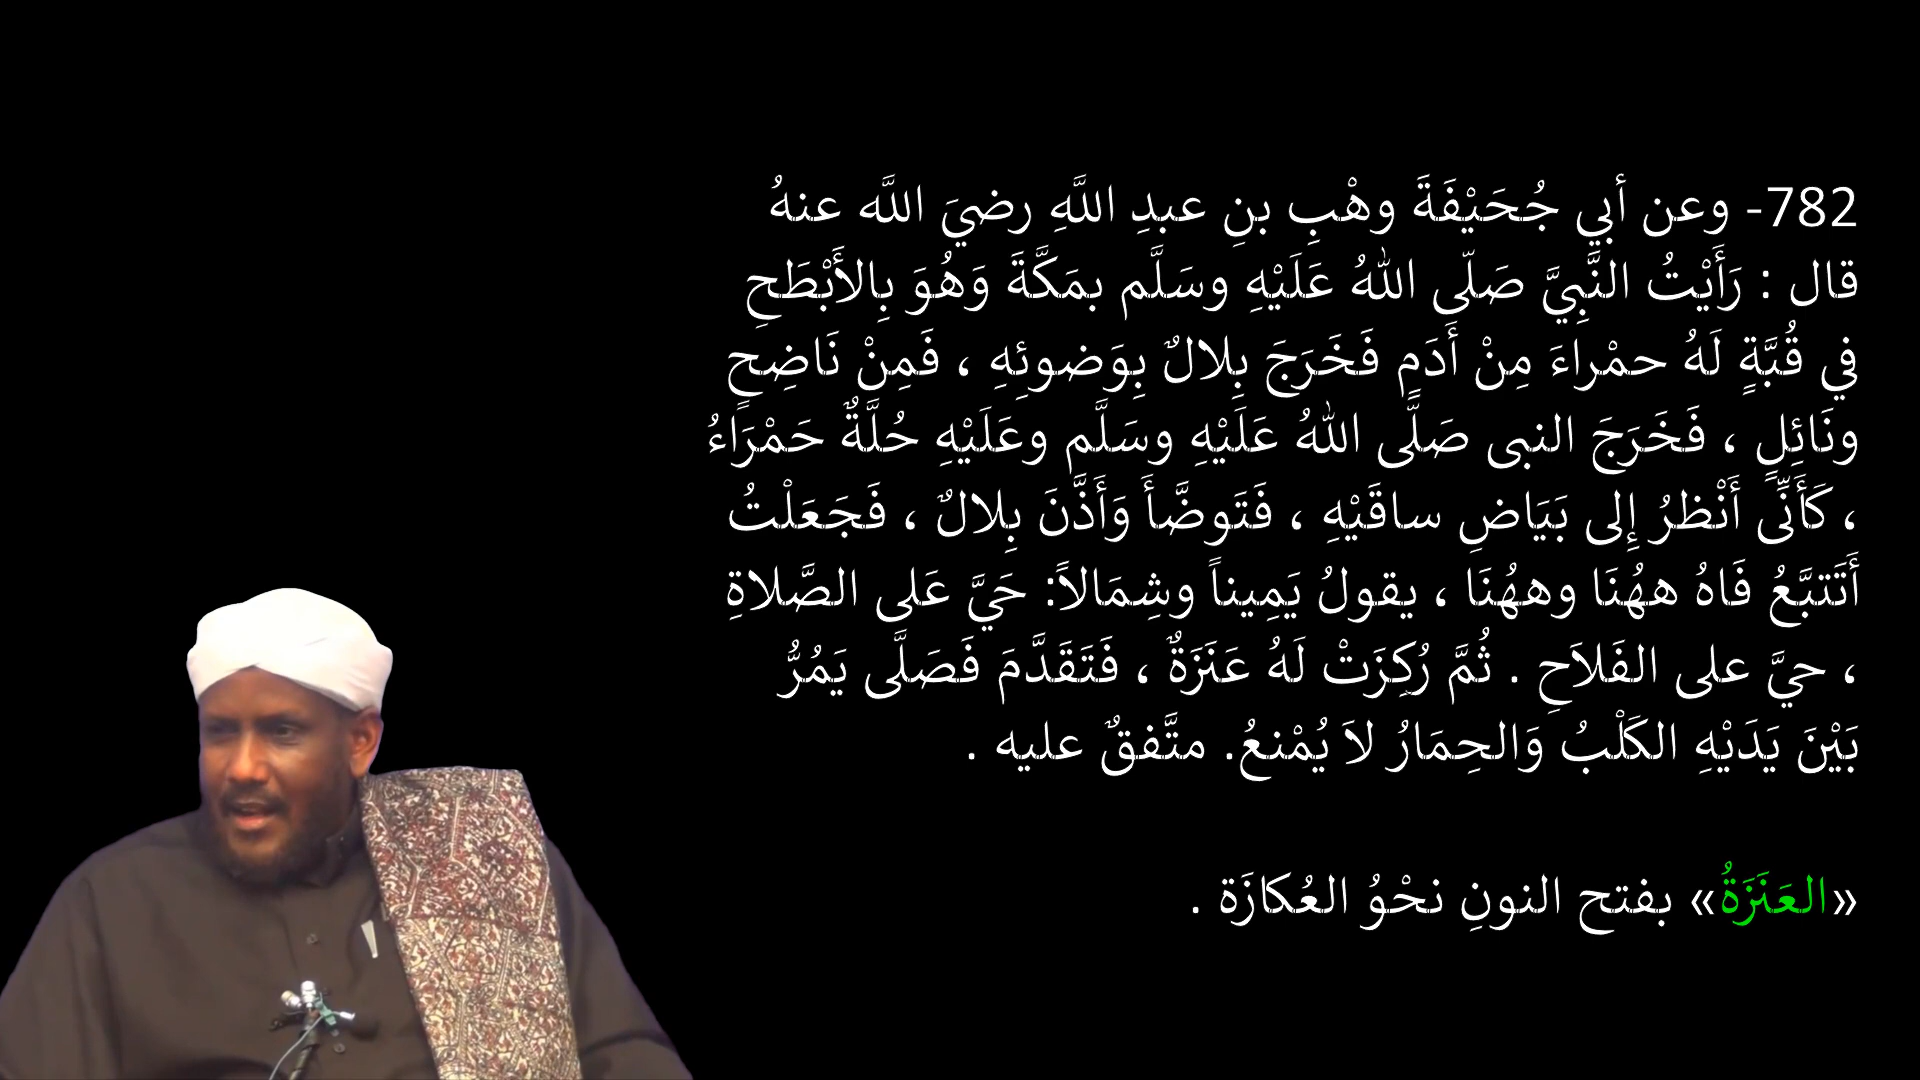 782- وعن أبي جُحَيْفَةَ وهْبِ بنِ عبدِ اللَّهِ رضيَ اللَّه عنهُ
قال : رَأَيْتُ النَّبِيَّ صَلّى اللهُ عَلَيْهِ وسَلَّم بمَكَّةَ وَهُوَ بِالأَبْطَحِ
في قُبَّةٍ لَهُ حمْراءَ مِنْ أَدَمٍ فَخَرَجَ بِلالٌ بِوَضوئِهِ ، فَمِنْ نَاضِحٍ
ونَائِلٍ ، فَخَرَجَ النبى صَلَّى اللهُ عَلَيْهِ وسَلَّم وعَلَيْهِ حُلَّةٌ حَمْرَاءُ
، كَأَنِّى أَنْظرُ إِلى بَيَاضِ ساقَيْهِ ، فَتَوضَّأَ وَأَذَّنَ بِلالٌ ، فَجَعَلْتُ
أَتَتبَّعُ فَاهُ ههُنَا وههُنَا ، يقولُ يَمِيناً وشِمَالاً: حَيَّ عَلى الصَّلاةِ
، حيَّ على الفَلاَحِ . ثُمَّ رُكِزَتْ لَهُ عَنَزَةٌ ، فَتَقَدَّمَ فَصَلَّى يَمُرُّ
بَيْنَ يَدَيْهِ الكَلْبُ وَالحِمَارُ لاَ يُمْنعُ. متَّفقٌ عليه .
«العَنَزَةُ» بفتح النونِ نحْوُ العُكازَة .